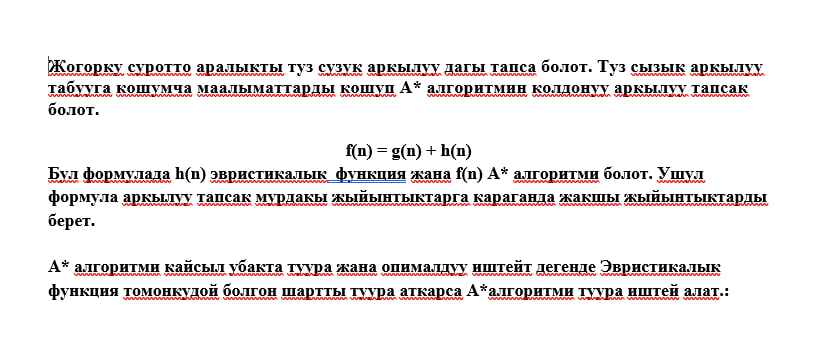 Жогорку суротто аралыкты туз сузук аркылуу дагы тапса болот. Туз сызык аркылуу
табууга кошумча маалыматтарды кошуп А* алгоритмин колдонуу аркылуу тапсак
болот.
f(n) = g(n) + h(n)
Бул формулада h(n) эвристикалык  функция жана f(n) А* алгоритми болот. Ушул
формула аркылуу тапсак мурдакы жыйынтыктарга караганда жакшы жыйынтыктарды
берет.
А* алгоритми кайсыл убакта туура жана опималдуу иштейт дегенде Эвристикалык
функция томонкудой болгон шартты туура аткарса А*алгоритми туура иштей алат.: